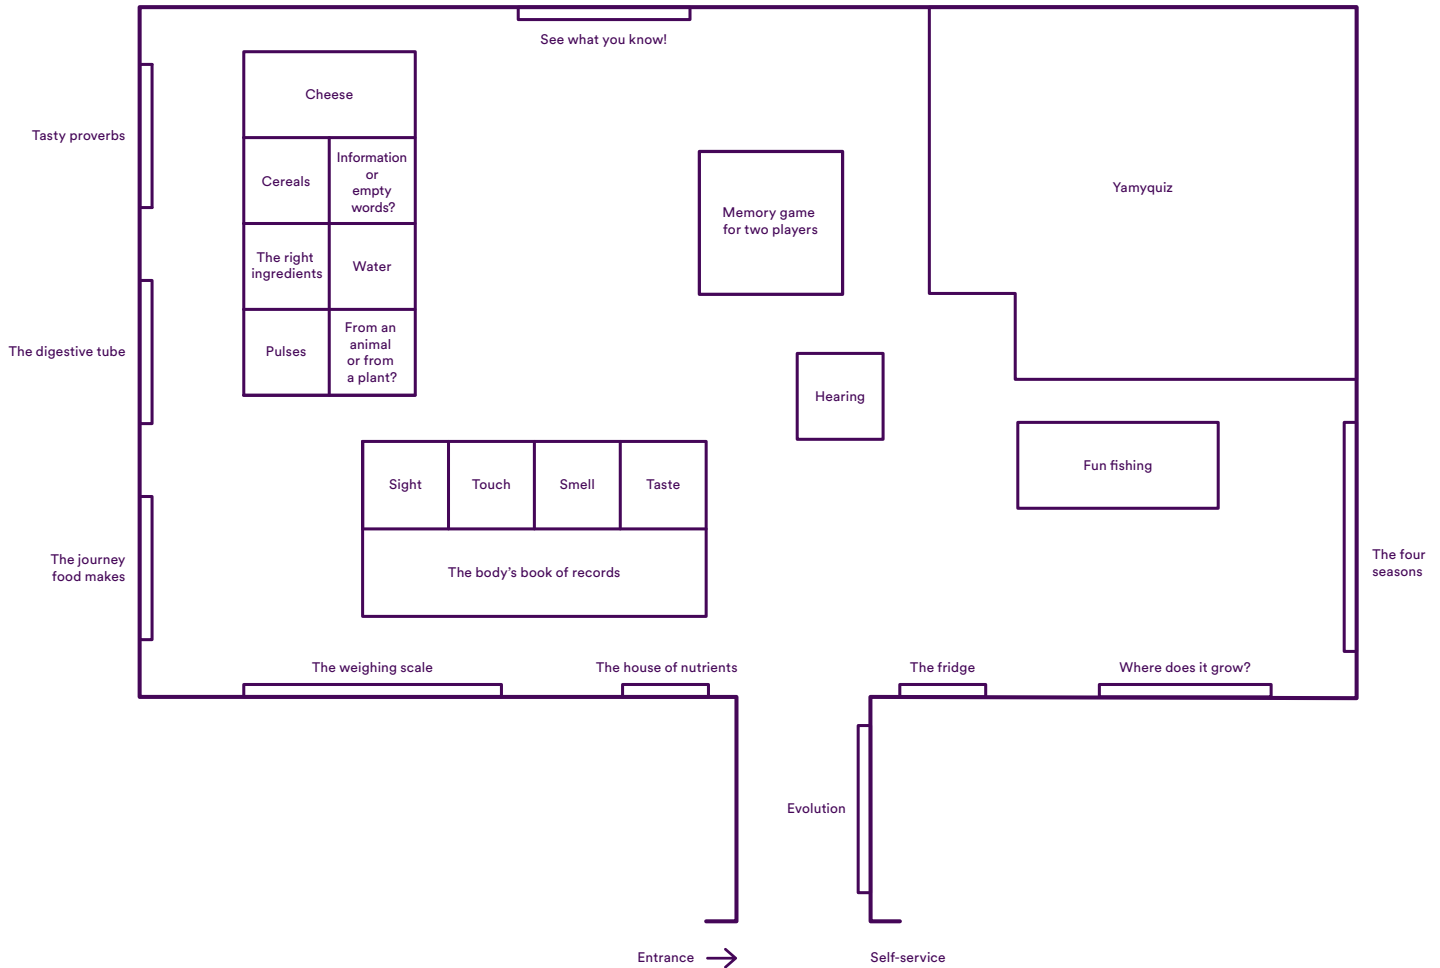 See what you know!
Cheese
Tasty proverbs
Cereals
Information
or
empty
words?
Yamyquiz
Memory game
for two players
The right
ingredients
Water
The digestive tube
Pulses
From an
animal
or from
a plant?
Hearing
Fun fishing
Sight
Touch
Smell
Taste
The journey
food makes
The body's book of records
The four
seasons
The weighing scale
The house of nutrients
The fridge
Where does it grow?
Evolution
Entrance
Self-service